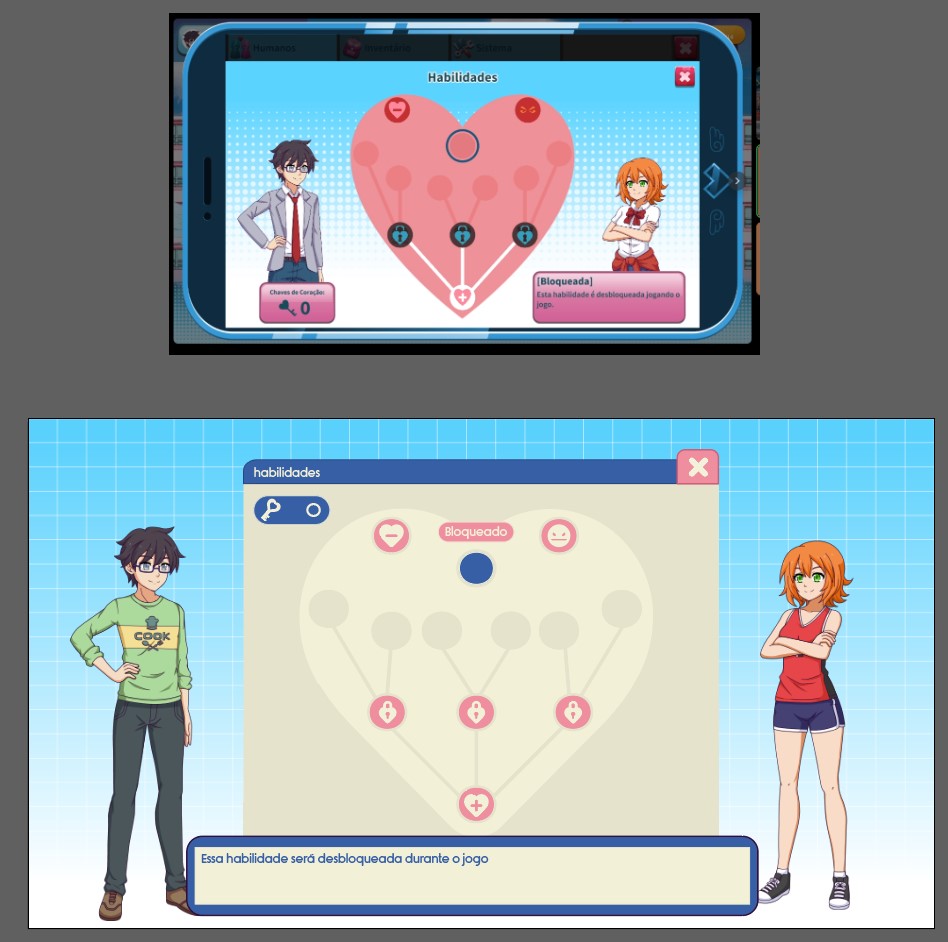 Humanos
Inventário
Sistema
Habilidades
Chaves de Coração:
0
[Bloqueada]
Esta habilidade é desbloqueada jogando o
jogo.
habilidades
0
Bloqueado
COOK
Essa habilidade será desbloqueada durante o jogo